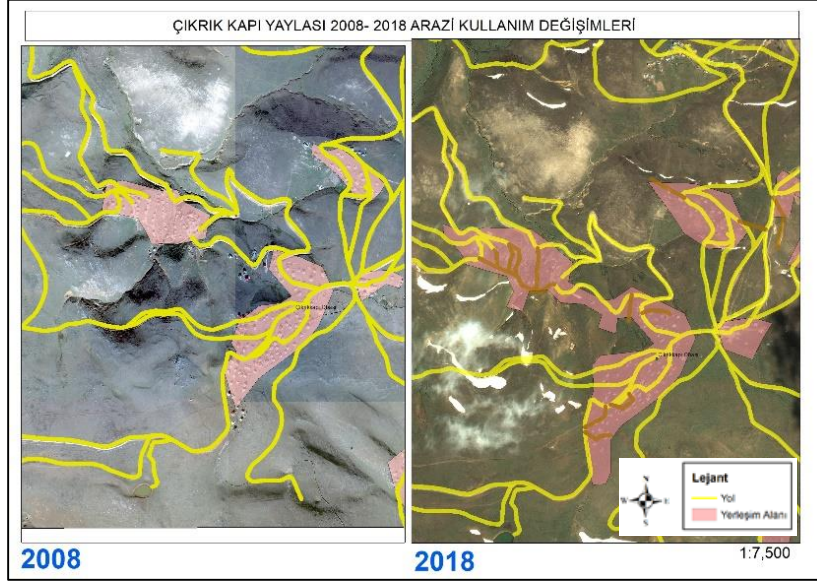 ÇIKRIK KAPI YAYLASI 2008- 2018 ARAZİ KULLANIM DEĞİŞİMLERİ
N
W E
S
Lejant
Yol
Yerleşim Alanı
2008
2018
1:7,500